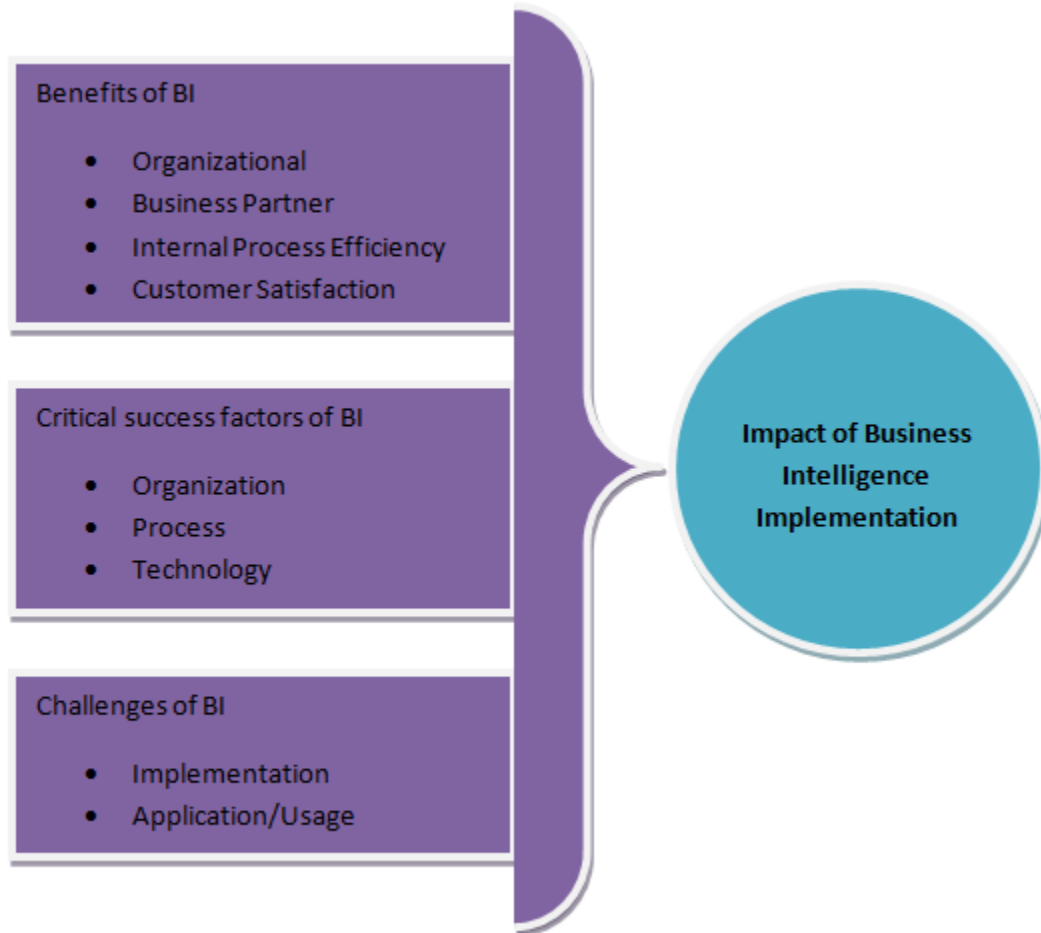 Benefits of BI
• Organizational
• Business Partner
• Internal Process Efficiency
• Customer Satisfaction
Critical success factors of BI
• Organization
• Process
• Technology
Challenges of BI
• Implementation
• Application/Usage
Impact of Business
Intelligence
Implementation